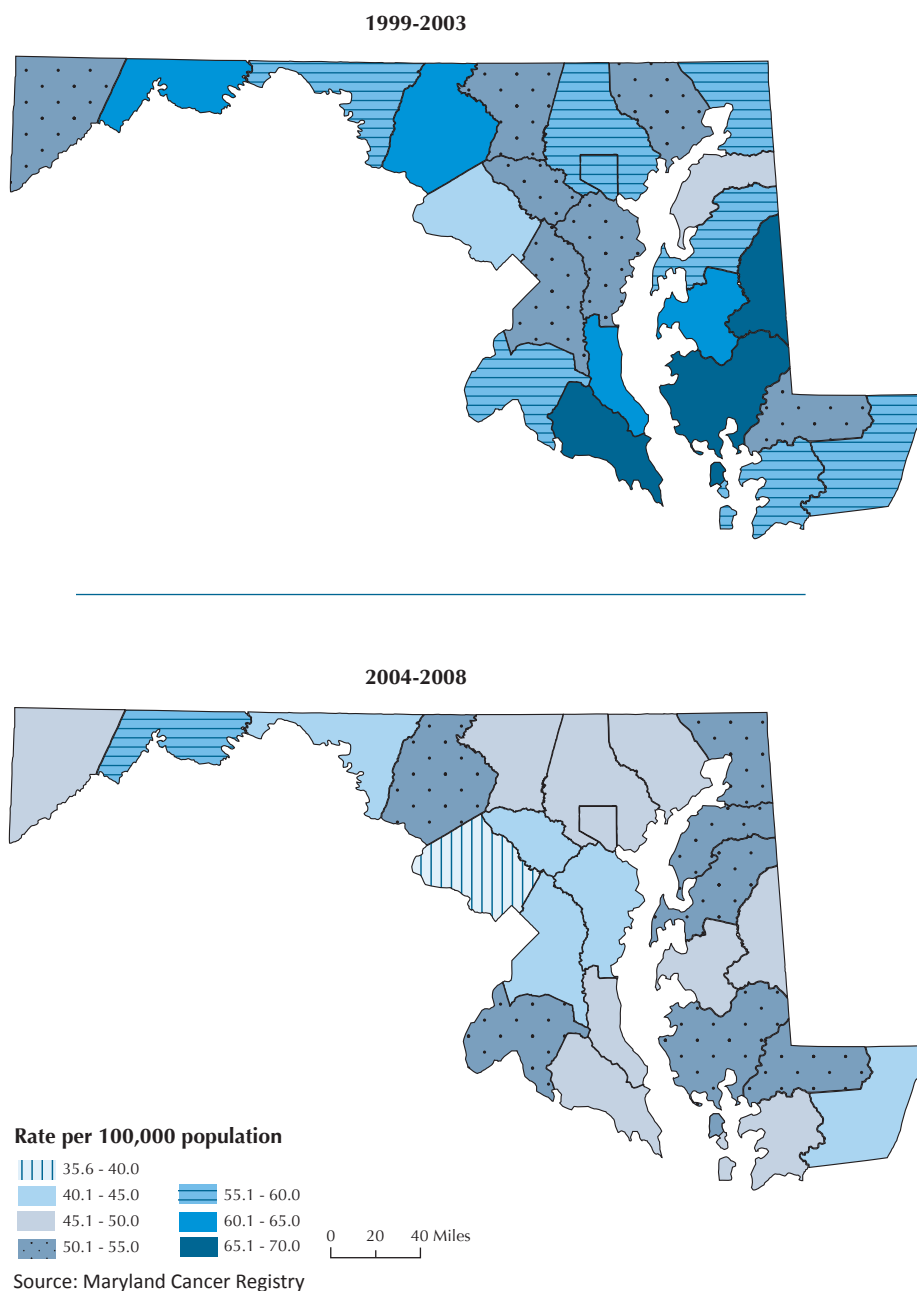 1999-2003
2004-2008
Rate per 100,000 population
35.6 - 40.0
40.1 - 45.0
45.1 - 50.0
50.1 - 55.0
55.1 - 60.0
60.1 - 65.0
65.1 - 70.0
0 20 40 Miles
Source: Maryland Cancer Registry